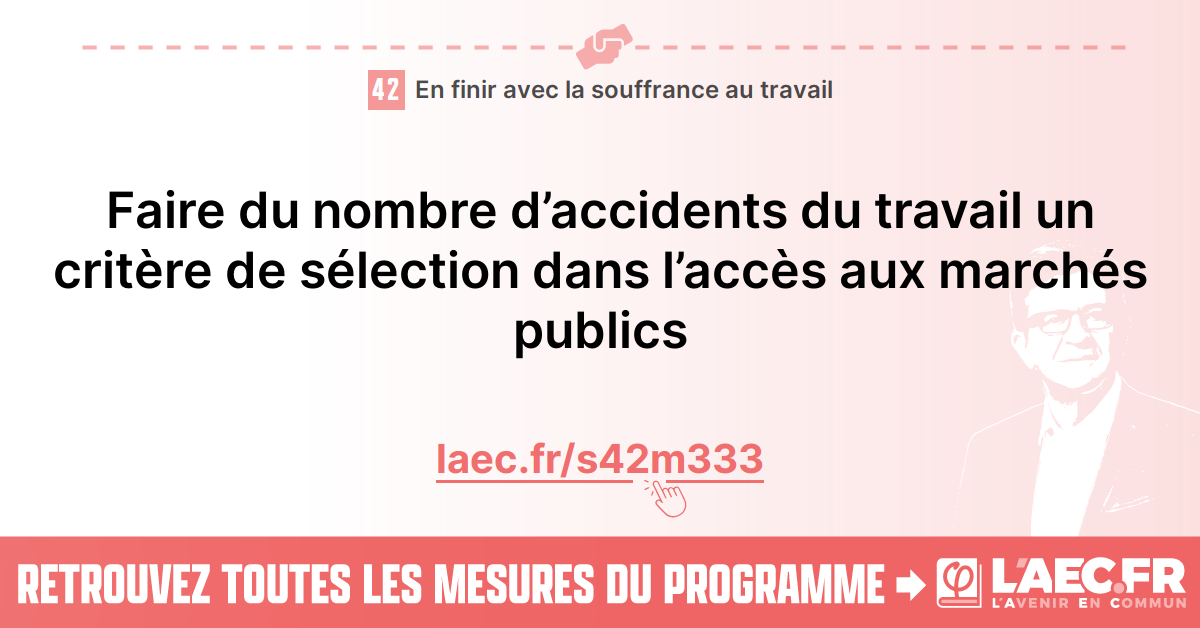 42 En finir avec la souffrance au travail
Faire du nombre d’accidents du travail un
critère de sélection dans l’accès aux marchés
publics
laec.fr/s42m333
RETROUVEZ TOUTES LES MESURES DU PROGRAMME
φ L'AEC.FR
L'AVENIR EN COMMUN